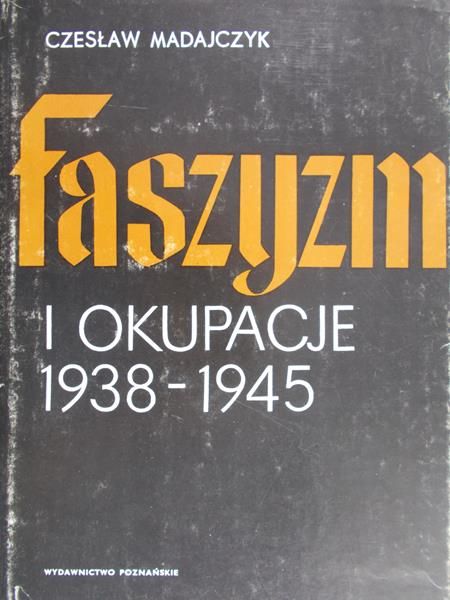 CZESŁAW MADAJCZYK
Faszyzm
I OKUPACJE
1938-1945
WYDAWNICTWO POZNAŃSKIE